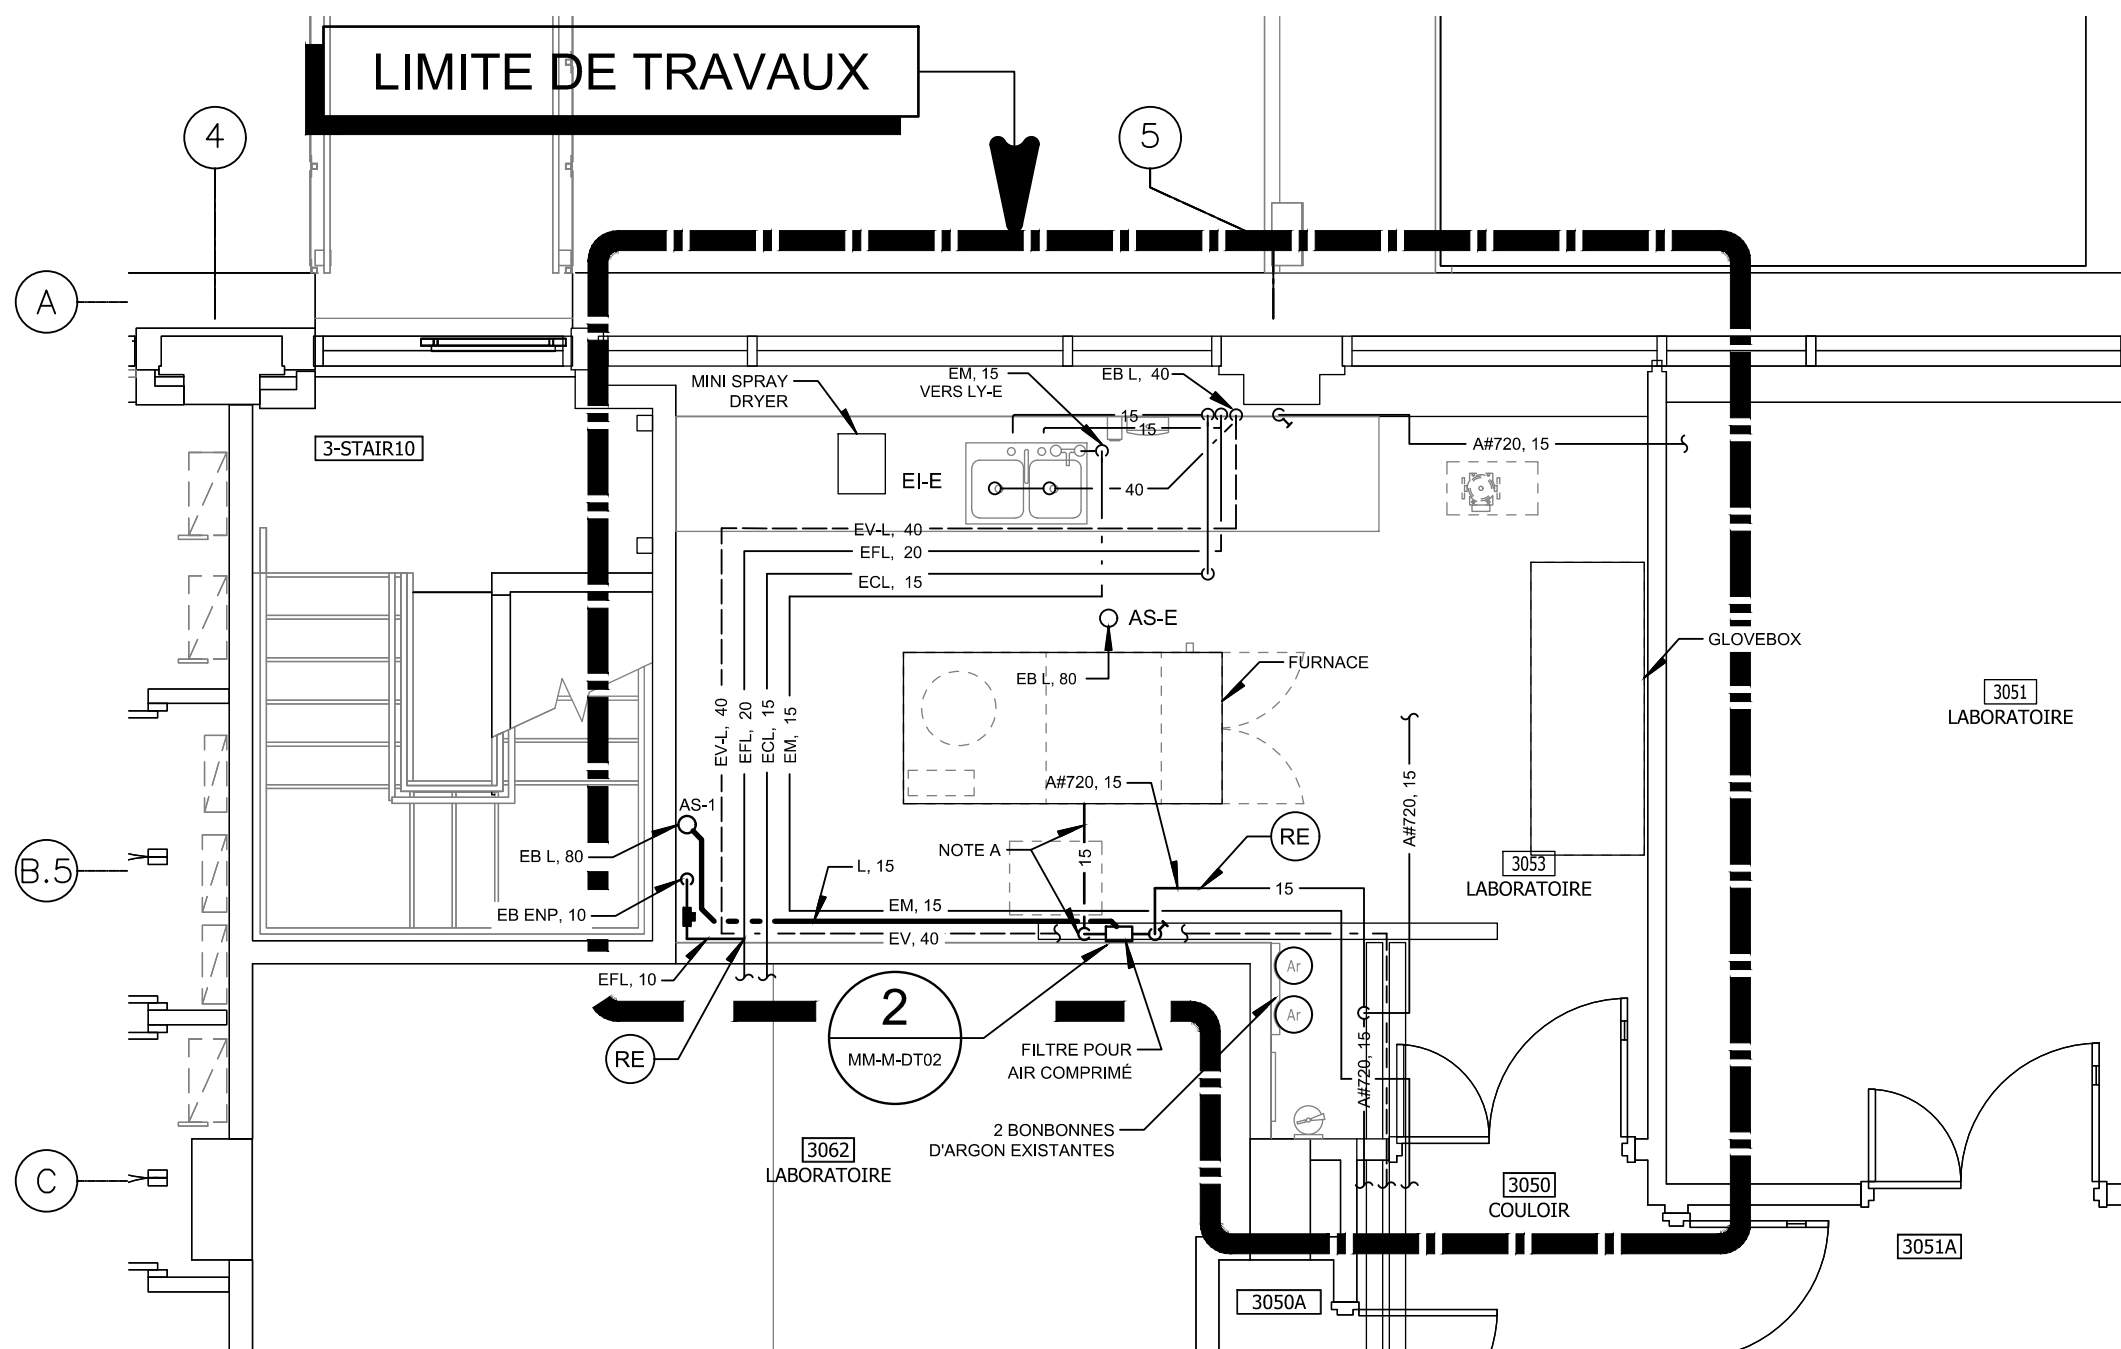 LIMITE DE TRAVAUX
4
5
A
MINI SPRAY
DRYER
EM, 15
VERS LY-E
EB L, 40
15
15
A#720, 15
3-STAIR10
EI-E
40
EV-L, 40
EFL, 20
ECL, 15
AS-E
GLOVEBOX
EB L, 80
FURNACE
3051
LABORATOIRE
EV-L, 40
EFL, 20
ECL, 15
EM, 15
A#720, 15
A#720, 15
AS-1
RE
B.5
EB L, 80
NOTE A
15
L, 15
3053
LABORATOIRE
15
EB ENP, 10
EM, 15
EV, 40
EFL, 10
Ar
Ar
2
MM-M-DT02
RE
FILTRE POUR
AIR COMPRIMÉ
A#720, 15
2 BONBONNES
D'ARGON EXISTANTES
3062
LABORATOIRE
C
3050
COULOIR
3051A
3050A